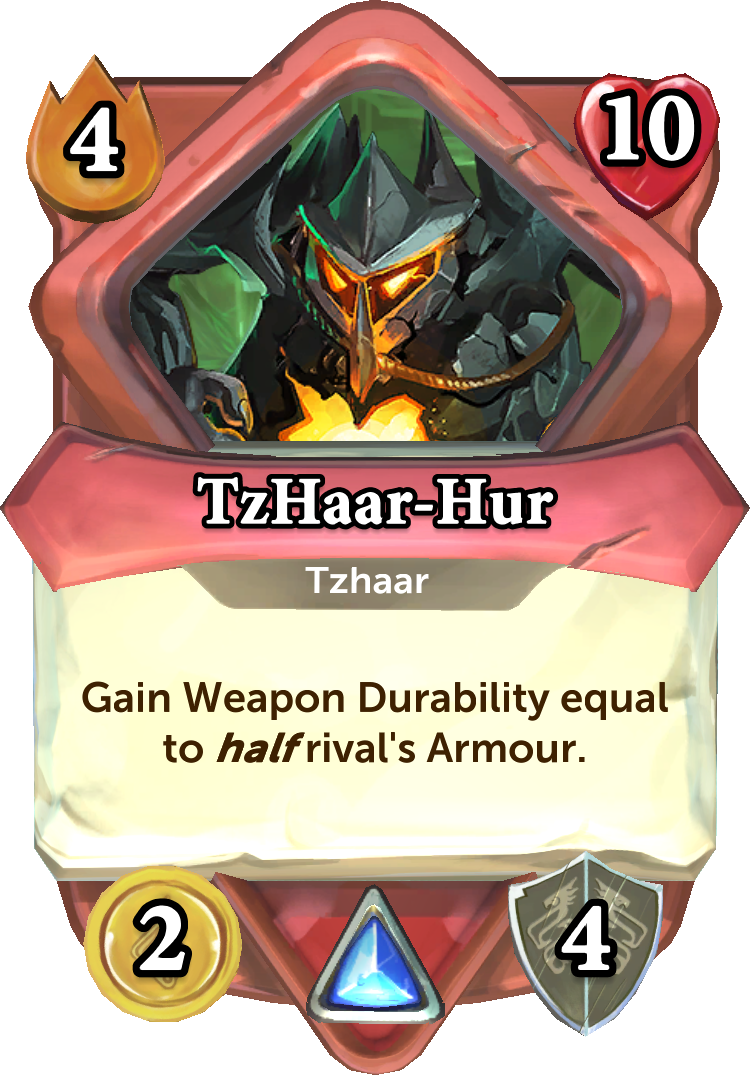 4
10
TzHaar-Hur
Tzhaar
Gain Weapon Durability equal
to half rival's Armour.
2
4